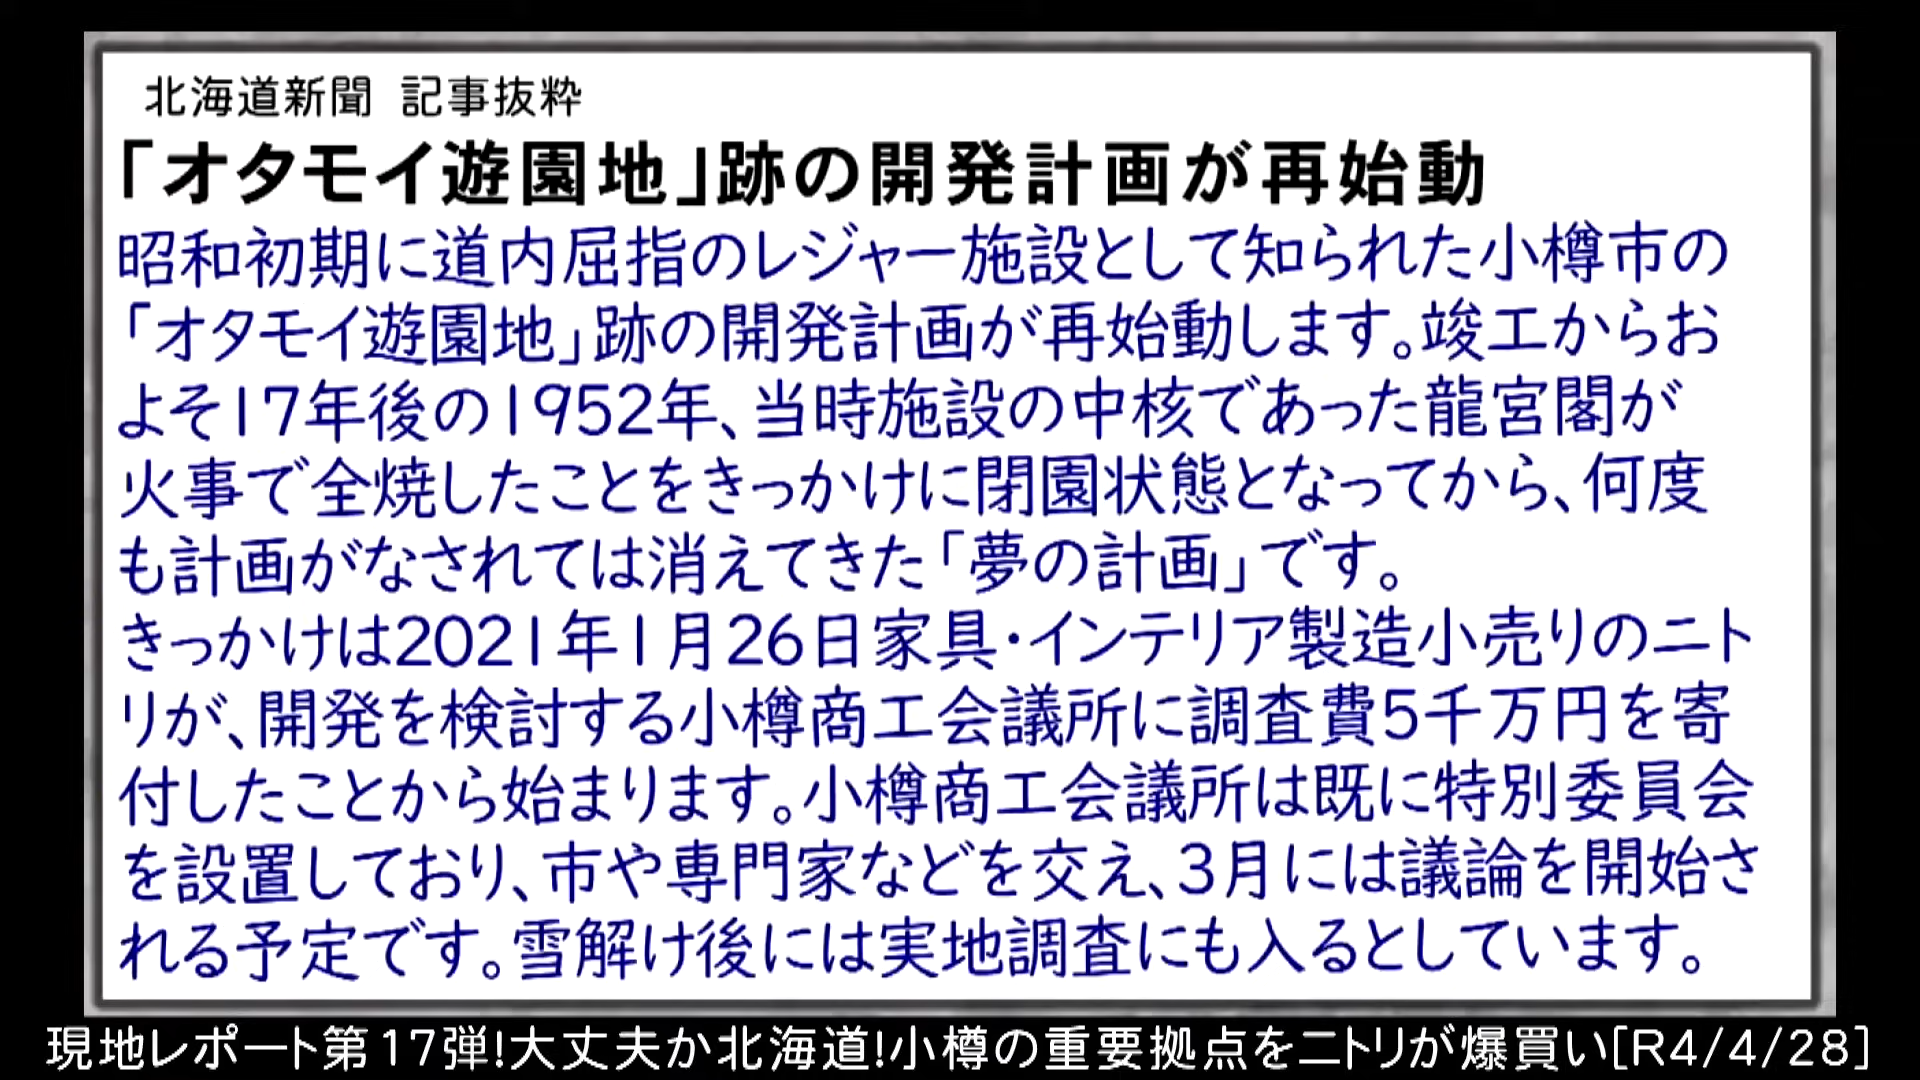 北海道新聞 記事抜粋
「オタモイ遊園地」跡の開発計画が再始動
昭和初期に道内屈指のレジャー施設として知られた小樽市の
「オタモイ遊園地」跡の開発計画が再始動します。竣工からお
よそ17年後の1952年、当時施設の中核であった龍宮閣が
火事で全焼したことをきっかけに閉園状態となってから、何度
も計画がなされては消えてきた「夢の計画」です。
きっかけは2021年1月26日家具・インテリア製造小売りのニト
リが、開発を検討する小樽商工会議所に調査費5千万円を寄
付したことから始まります。小樽商工会議所は既に特別委員会
を設置しており、市や専門家などを交え、3月には議論を開始さ
れる予定です。雪解け後には実地調査にも入るとしています。
現地レポート第17弾!大丈夫か北海道!小樽の重要拠点をニトリが爆買い[R4/4/28]